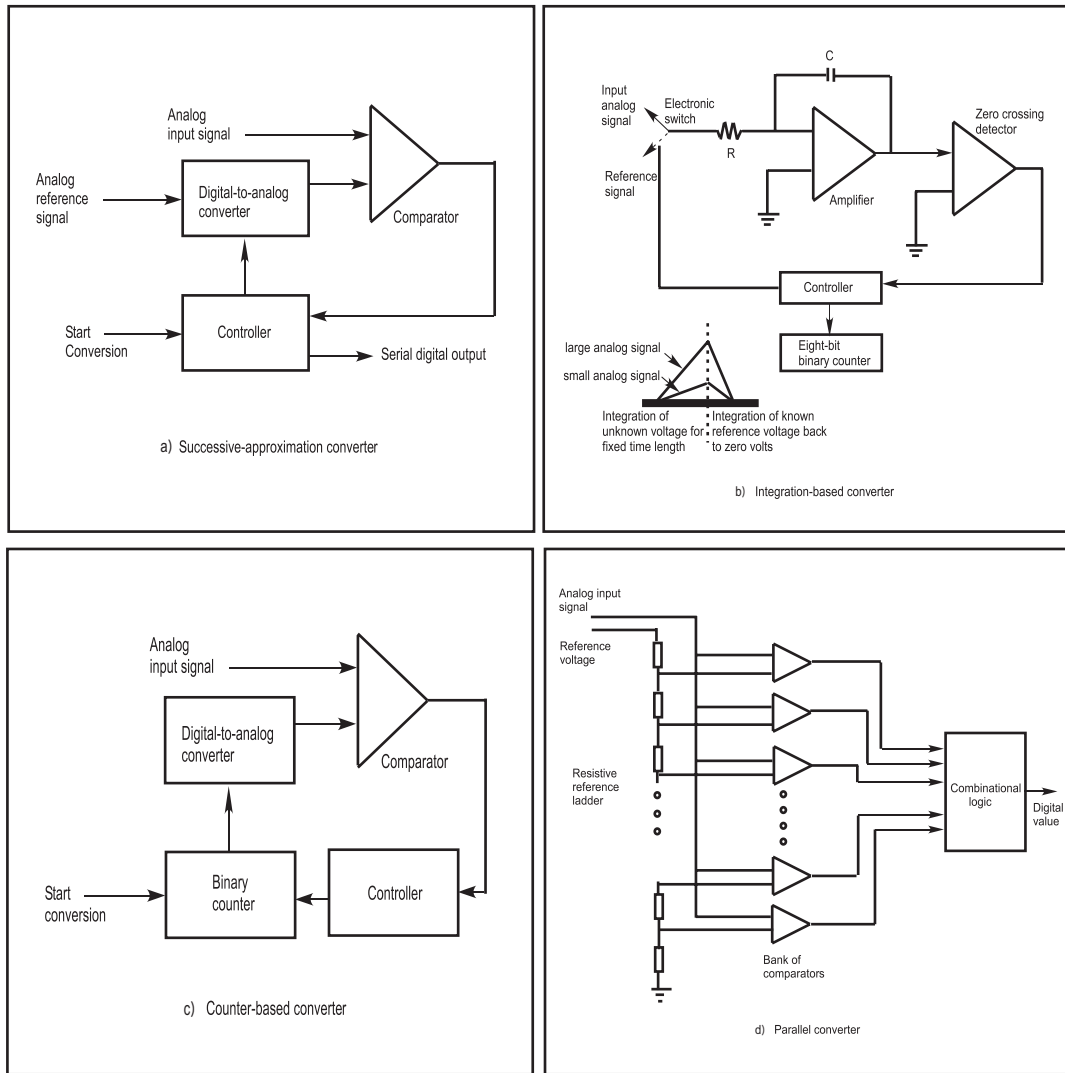 Analog
input signal
Analog
reference
signal
Digital-to-analog
converter
Comparator
Start
Conversion
Controller
Serial digital output
a) Successive-approximation converter
C
Input
analog
signal
Electronic
switch
R
Reference
signal
Amplifier
Zero crossing
detector
Controller
Eight-bit
binary counter
large analog signal
small analog signal
Integration of
unknown voltage for
fixed time length
Integration of known
reference voltage back
to zero volts
b) Integration-based converter
Analog
input signal
Digital-to-analog
converter
Comparator
Start
conversion
Binary
counter
Controller
c) Counter-based converter
Analog input
signal
Reference
voltage
Resistive
reference
ladder
Combinational
logic
Digital
value
Bank of
comparators
d) Parallel converter